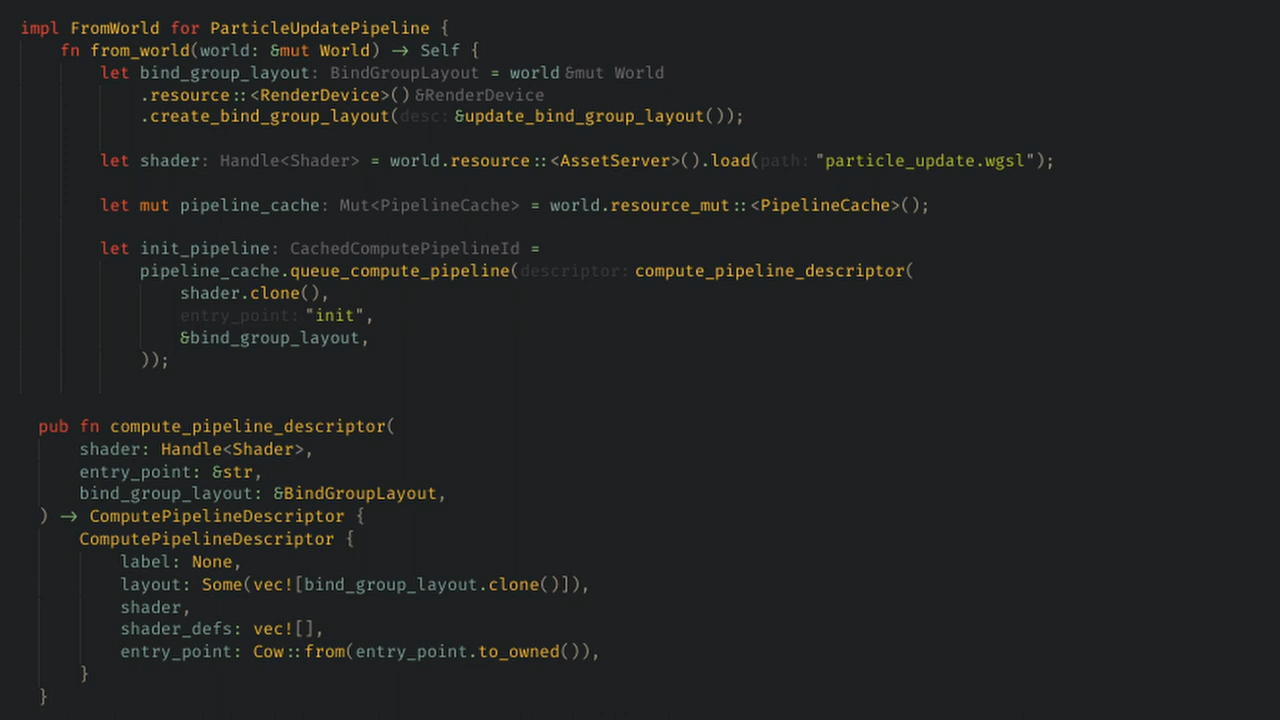 impl FromWorld for ParticleUpdatePipeline {
    fn from_world(world: &mut World) → Self {
        let bind_group_layout: BindGroupLayout = world &mut World
            .resource::<RenderDevice>() &RenderDevice
            .create_bind_group_layout(desc: &update_bind_group_layout());

        let shader: Handle<Shader> = world.resource::<AssetServer>().load(path: "particle_update.wgsl");

        let mut pipeline_cache: Mut<PipelineCache> = world.resource_mut::<PipelineCache>();

        let init_pipeline: CachedComputePipelineId =
            pipeline_cache.queue_compute_pipeline(descriptor: compute_pipeline_descriptor(
                shader.clone(),
                entry_point: "init",
                &bind_group_layout,
            ));

pub fn compute_pipeline_descriptor(
    shader: Handle<Shader>,
    entry_point: &str,
    bind_group_layout: &BindGroupLayout,
) → ComputePipelineDescriptor {
    ComputePipelineDescriptor {
        label: None,
        layout: Some(vec![bind_group_layout.clone()]),
        shader,
        shader_defs: vec![],
        entry_point: Cow::from(entry_point.to_owned()),
    }
}